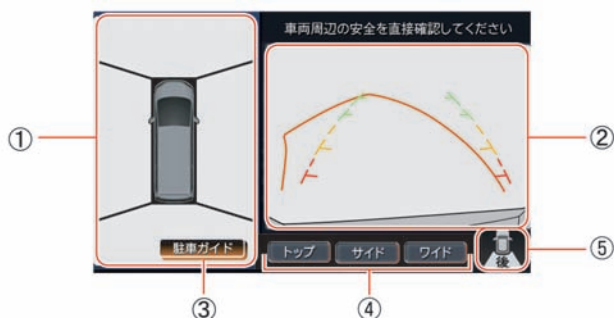 車両周辺の安全を直接確認してください
①
②
駐車ガイド
トップ
サイド
ワイド
後
⑤
③
④